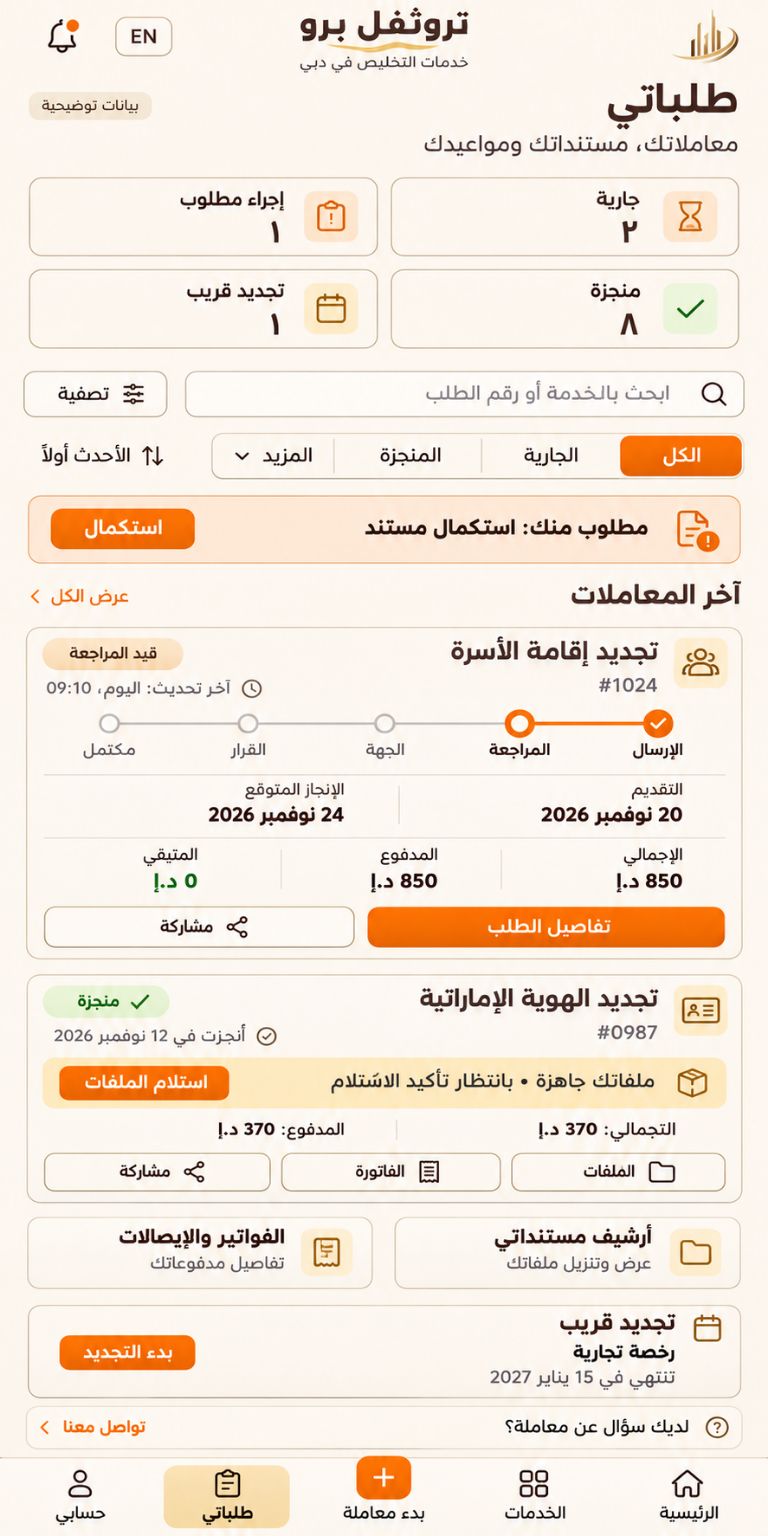 EN
تروثفل برو
خدمات التخليص في دبي
طلباتي
بيانات توضيحية
معاملاتك، مستنداتك ومواعيدك
جارية
٢
إجراء مطلوب
١
منجزة
٨
تجديد قريب
١
ابحث بالخدمة أو رقم الطلب
تصفية
الكل
الجارية
المنجزة
المزيد
الأحدث أولاً
مطلوب منك: استكمال مستند
استكمال
آخر المعاملات
عرض الكل
تجديد إقامة الأسرة
قيد المراجعة
#1024
آخر تحديث: اليوم، 09:10
الإرسال
المراجعة
الجهة
القرار
مكتمل
التقديم
20 نوفمبر 2026
الإنجاز المتوقع
24 نوفمبر 2026
الإجمالي
850 د.إ
المدفوع
850 د.إ
المتيقي
0 د.إ
تفاصيل الطلب
مشاركة
تجديد الهوية الإماراتية
منجزة
#0987
أنجزت في 12 نوفمبر 2026
ملفاتك جاهزة • بانتظار تأكيد الاستلام
استلام الملفات
التجمالي: 370 د.إ
المدفوع: 370 د.إ
الملفات
الفاتورة
مشاركة
أرشيف مستنداتي
عرض وتنزيل ملفاتك
الفواتير والإيصالات
تفاصيل مدفوعاتك
تجديد قريب
رخصة تجارية
تنتهي في 15 يناير 2027
بدء التجديد
لديك سؤال عن معاملة؟
تواصل معنا
الرئيسية
الخدمات
بدء معاملة
طلباتي
حسابي